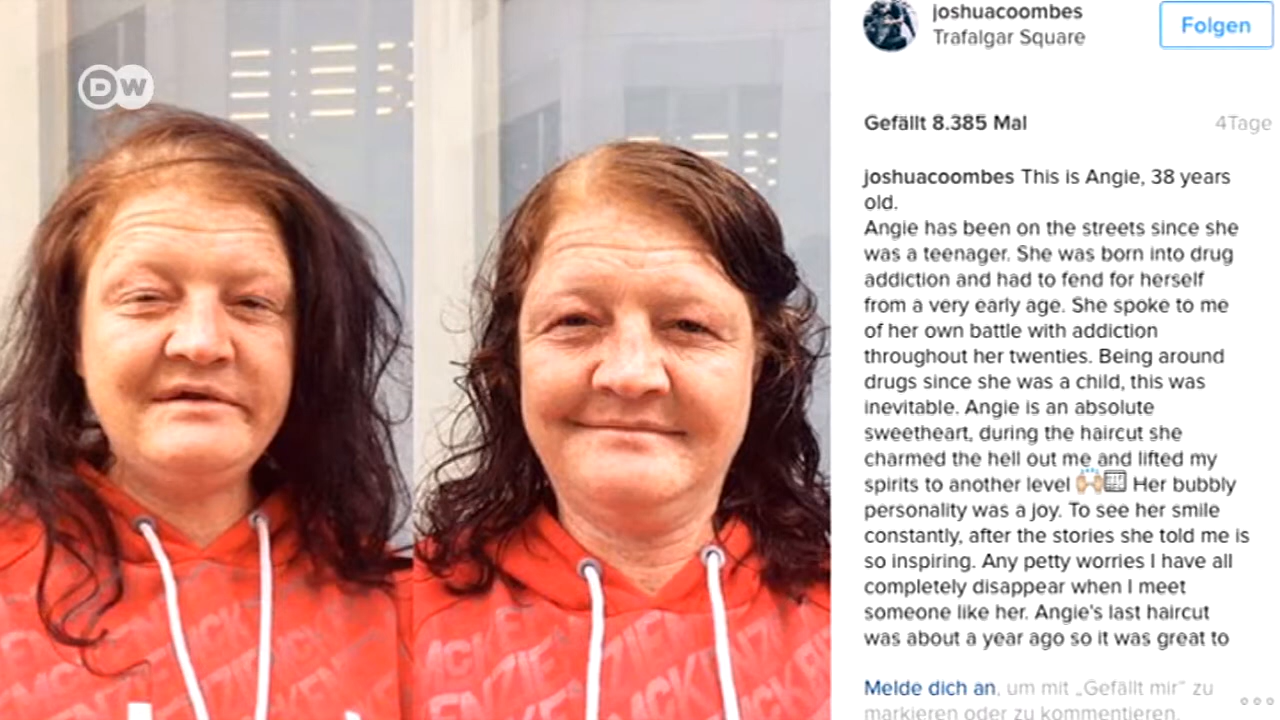 DW
joshuacoombes
Trafalgar Square
Folgen
Gefällt 8.385 Mal
4Tage
joshuacoombes This is Angie, 38 years
old.
Angie has been on the streets since she
was a teenager. She was born into drug
addiction and had to fend for herself
from a very early age. She spoke to me
of her own battle with addiction
throughout her twenties. Being around
drugs since she was a child, this was
inevitable. Angie is an absolute
sweetheart, during the haircut she
charmed the hell out me and lifted my
spirits to another level 🙌🏼 Her bubbly
personality was a joy. To see her smile
constantly, after the stories she told me is
so inspiring. Any petty worries I have all
completely disappear when I meet
someone like her. Angie's last haircut
was about a year ago so it was great to
Melde dich an, um mit „Gefällt mir“ zu
markieren oder zu kommentieren.